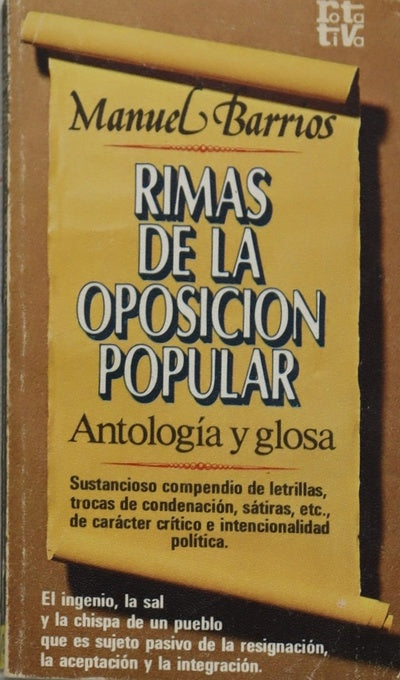 rotativa
Manuel Barrios
RIMAS
DE LA
OPOSICION
POPULAR
Antología y glosa
Sustancioso compendio de letrillas,
trocas de condenación, sátiras, etc.,
de carácter crítico e intencionalidad
política.
El ingenio, la sal
y la chispa de un pueblo
que es sujeto pasivo de la resignación,
la aceptación y la integración.